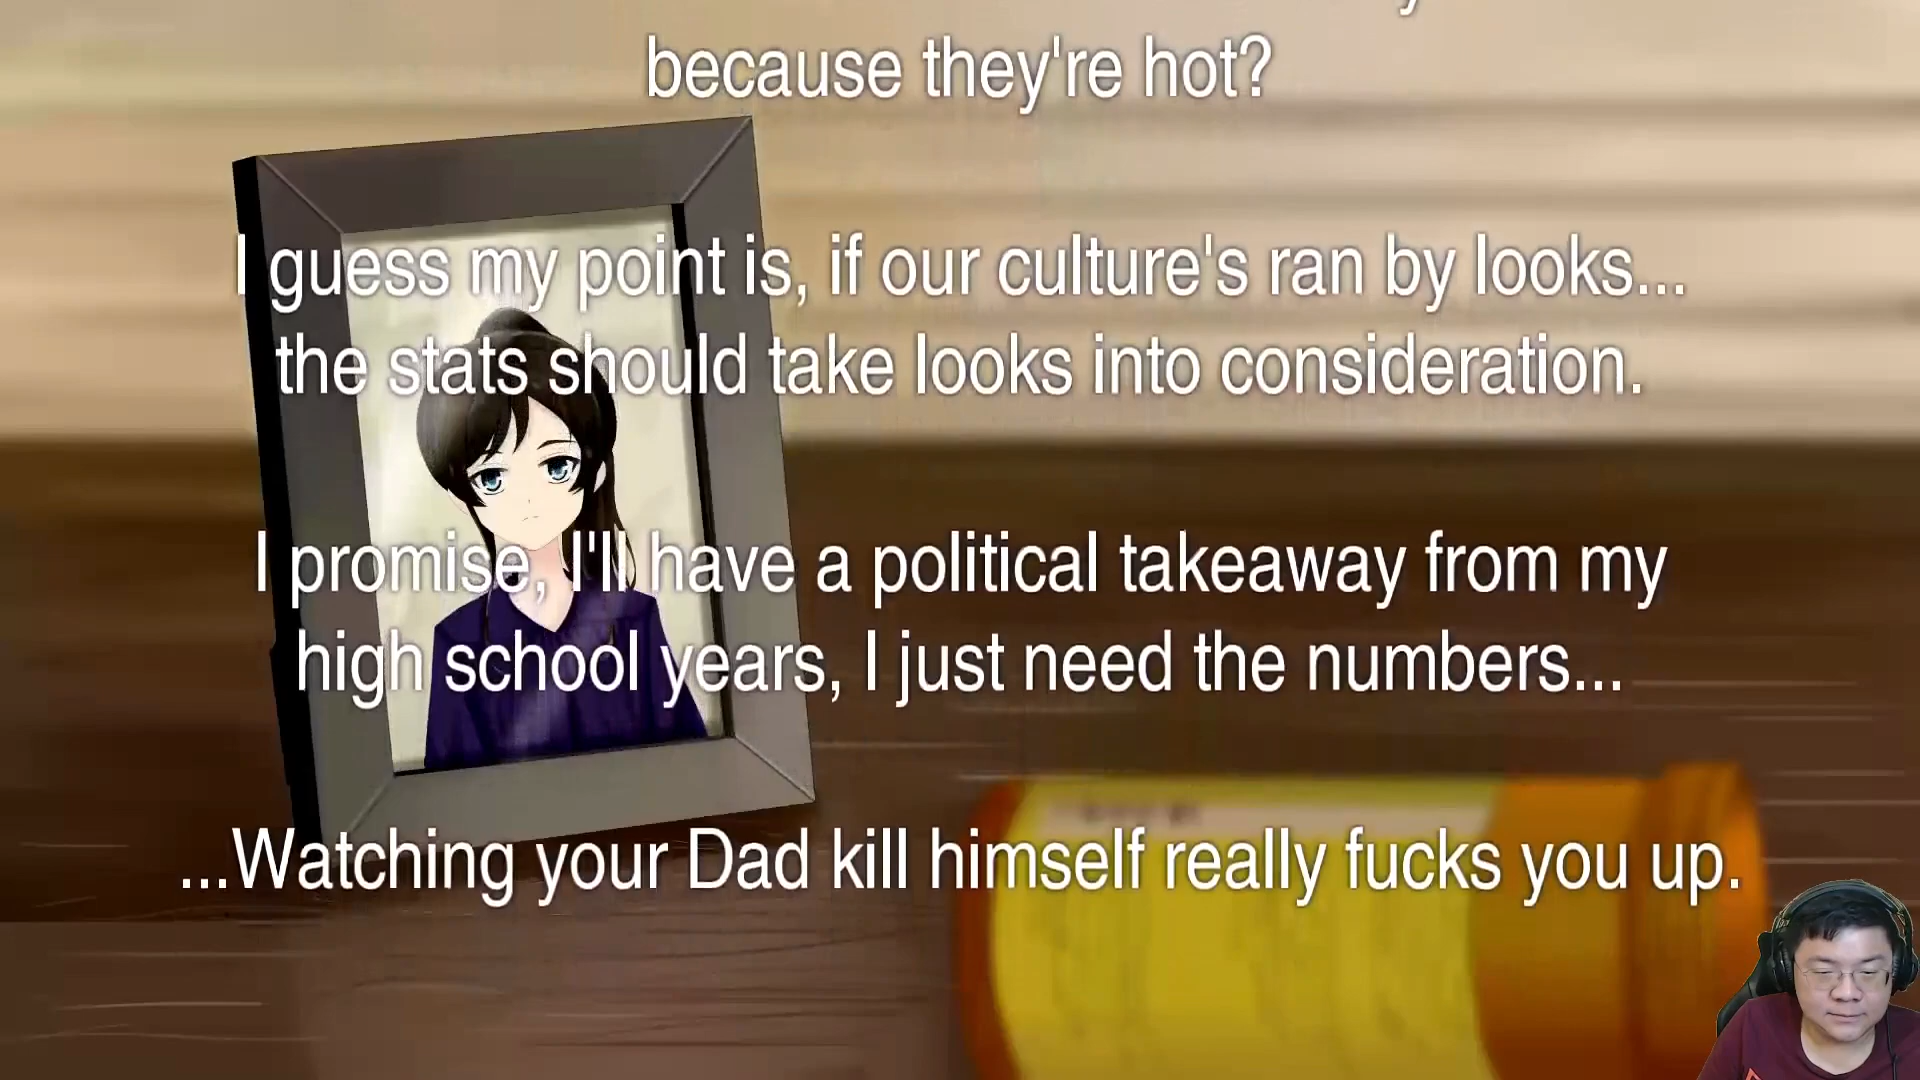 because they're hot?
I guess my point is, if our culture's ran by looks...
the stats should take looks into consideration.
I promise, I'll have a political takeaway from my
high school years, I just need the numbers...
...Watching your Dad kill himself really fucks you up.